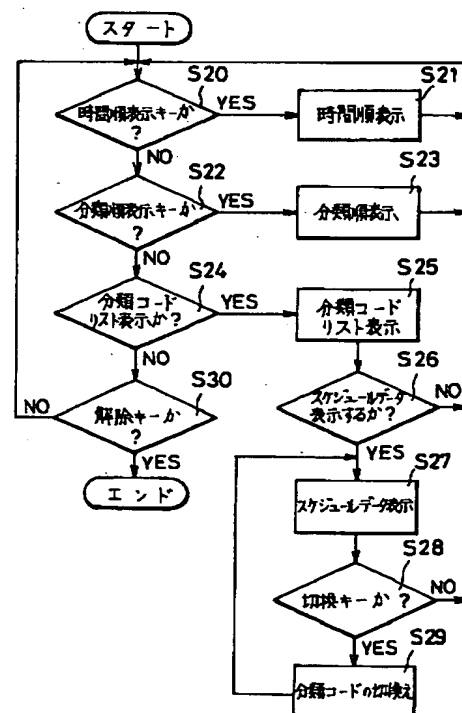 スタート
S20
時間順表示キーか
?
YES
S21
時間順表示
NO
S22
分類順表示キーか
?
YES
S23
分類順表示
NO
S24
分類コード
リスト表示か?
YES
S25
分類コード
リスト表示
NO
S26
スケジュールデータ
表示するか?
NO
YES
S30
解除キーか
?
NO
YES
エンド
S27
スケジュールデータ表示
S28
切換キーか?
NO
YES
S29
分類コードの切換え